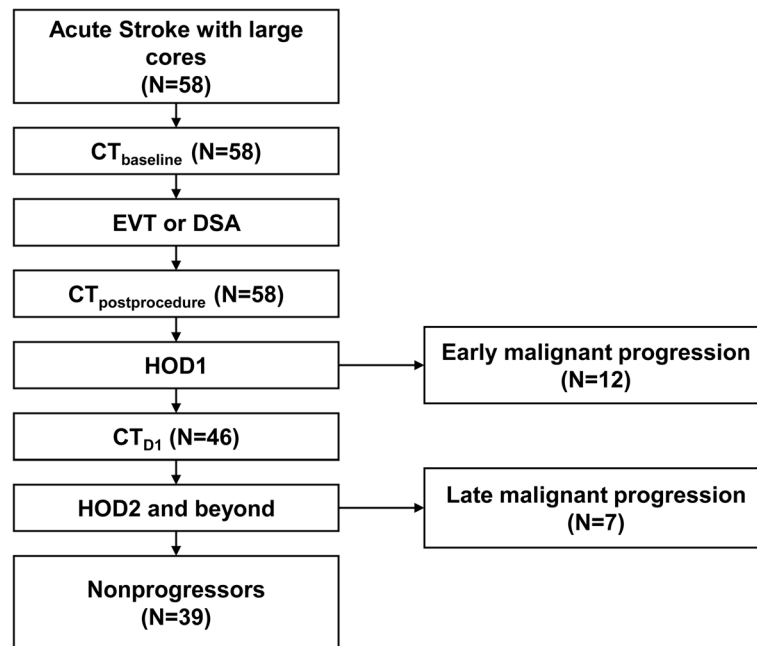 Acute Stroke with large
cores
(N=58)
CTbaseline (N=58)
EVT or DSA
CTpostprocedure (N=58)
HOD1
Early malignant progression
(N=12)
CTD1 (N=46)
HOD2 and beyond
Late malignant progression
(N=7)
Nonprogressors
(N=39)